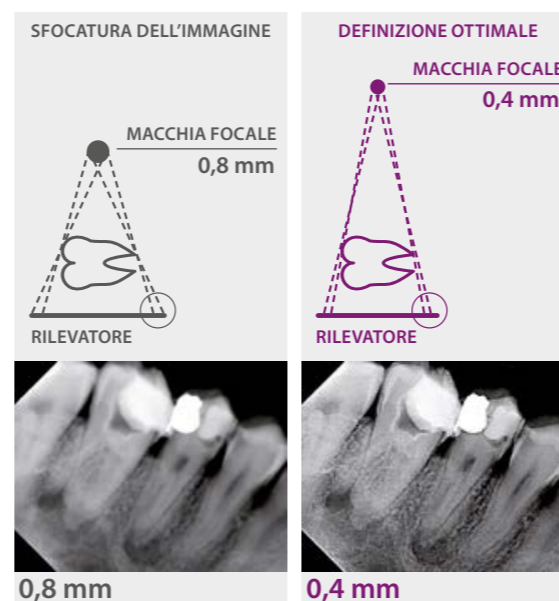 SFOCATURA DELL'IMMAGINE
MACCHIA FOCALE
0,8 mm
RILEVATORE
0,8 mm
DEFINIZIONE OTTIMALE
MACCHIA FOCALE
0,4 mm
RILEVATORE
0,4 mm